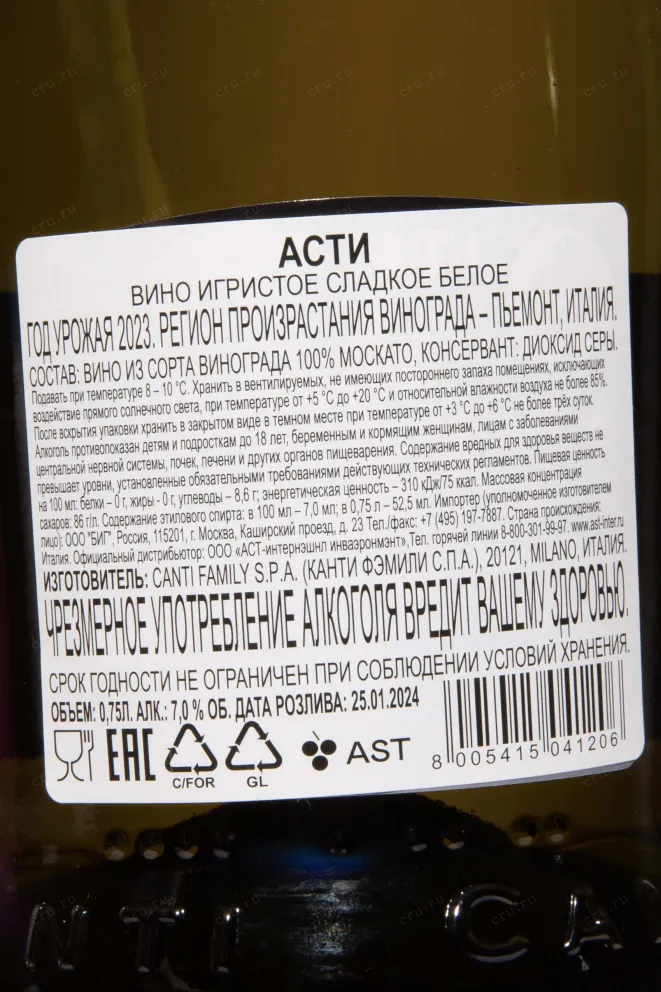 АСТИ
ВИНО ИГРИСТОЕ СЛАДКОЕ БЕЛОЕ
ГОД УРОЖАЯ 2023. РЕГИОН ПРОИЗРАСТАНИЯ ВИНОГРАДА – ПЬЕМОНТ, ИТАЛИЯ.
СОСТАВ: ВИНО ИЗ СОРТА ВИНОГРАДА 100% МОСКАТО, КОНСЕРВАНТ: ДИОКСИД СЕРЫ.
Подавать при температуре 8 – 10 °С. Хранить в вентилируемых, не имеющих постороннего запаха помещениях, исключающих
воздействие прямого солнечного света, при температуре от +5 °С до +20 °С и относительной влажности воздуха не более 85%.
После вскрытия упаковки хранить в закрытом виде в темном месте при температуре от +3 °С до +6 °С не более трёх суток.
Алкоголь противопоказан детям и подросткам до 18 лет, беременным и кормящим женщинам, лицам с заболеваниями
центральной нервной системы, почек, печени и других органов пищеварения. Содержание вредных для здоровья веществ не
превышает уровни, установленные обязательными требованиями действующих технических регламентов. Пищевая ценность
на 100 мл: белки – 0 г, жиры - 0 г, углеводы – 8,6 г; энергетическая ценность – 310 кДж/75 ккал. Массовая концентрация
сахаров: 86 г/л. Содержание этилового спирта: в 100 мл – 7,0 мл; в 0,75 л – 52,5 мл. Импортер (уполномоченное изготовителем
лицо): ООО "БИГ", Россия, 115201, г. Москва, Каширский проезд, д. 23 Тел./факс: +7 (495) 197-7887. Страна происхождения:
Италия. Официальный дистрибьютор: ООО «АСТ-интернэшнл инваэронмэнт», Тел. горячей линии 8-800-301-99-97. www.ast-inter.ru
ИЗГОТОВИТЕЛЬ: CANTI FAMILY S.P.A. (КАНТИ ФЭМИЛИ С.П.А.), 20121, MILANO, ИТАЛИЯ.
ЧРЕЗМЕРНОЕ УПОТРЕБЛЕНИЕ АЛКОГОЛЯ ВРЕДИТ ВАШЕМУ ЗДОРОВЬЮ.
СРОК ГОДНОСТИ НЕ ОГРАНИЧЕН ПРИ СОБЛЮДЕНИИ УСЛОВИЙ ХРАНЕНИЯ.
ОБЪЕМ: 0,75Л. АЛК.: 7,0 % ОБ. ДАТА РОЗЛИВА: 25.01.2024
EAC
C/FOR
GL
AST
8 005415 041206
NTI CA